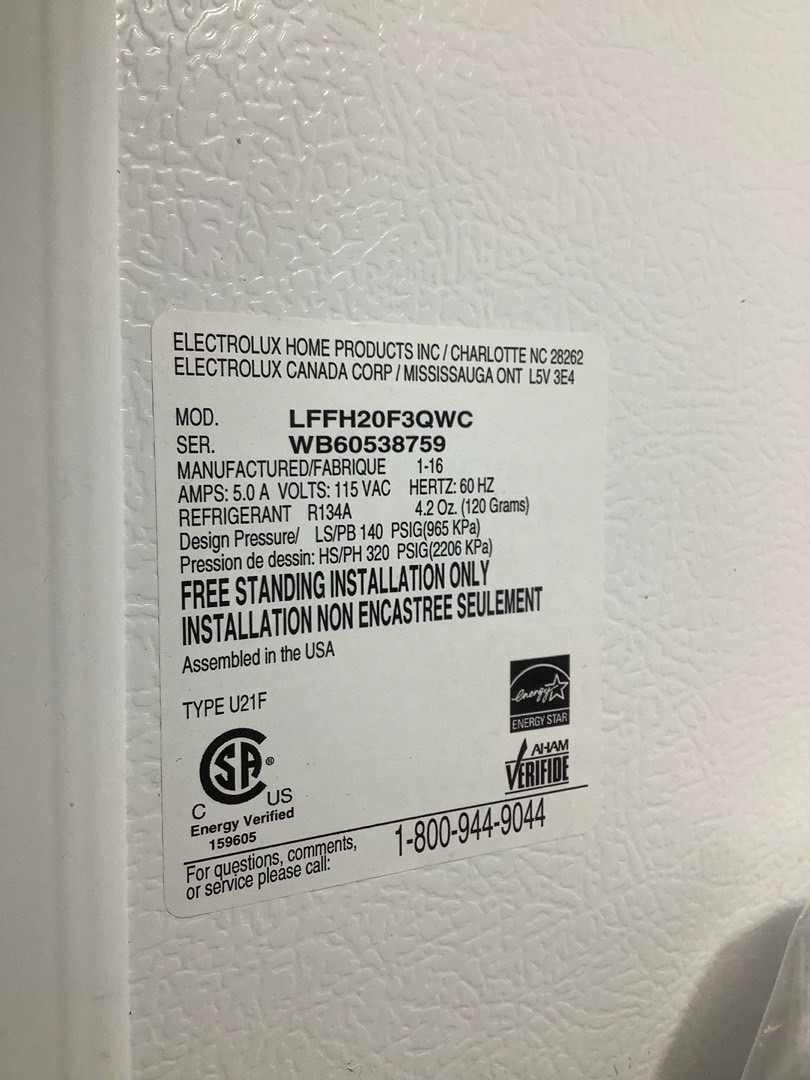 ELECTROLUX HOME PRODUCTS INC / CHARLOTTE NC 28262
ELECTROLUX CANADA CORP / MISSISSAUGA ONT L5V 3E4
MOD. LFFH20F3QWC
SER. WB60538759
MANUFACTURED/FABRIQUE 1-16
AMPS: 5.0 A VOLTS: 115 VAC HERTZ: 60 HZ
REFRIGERANT R134A 4.2 Oz. (120 Grams)
Design Pressure/ LS/PB 140 PSIG(965 KPa)
Pression de dessin: HS/PH 320 PSIG(2206 KPa)
FREE STANDING INSTALLATION ONLY
INSTALLATION NON ENCASTREE SEULEMENT
Assembled in the USA
TYPE U21F
energy
ENERGY STAR
AHAM
VERIFIDE
SA ®
C US
Energy Verified
159605
For questions, comments,
or service please call:
1-800-944-9044